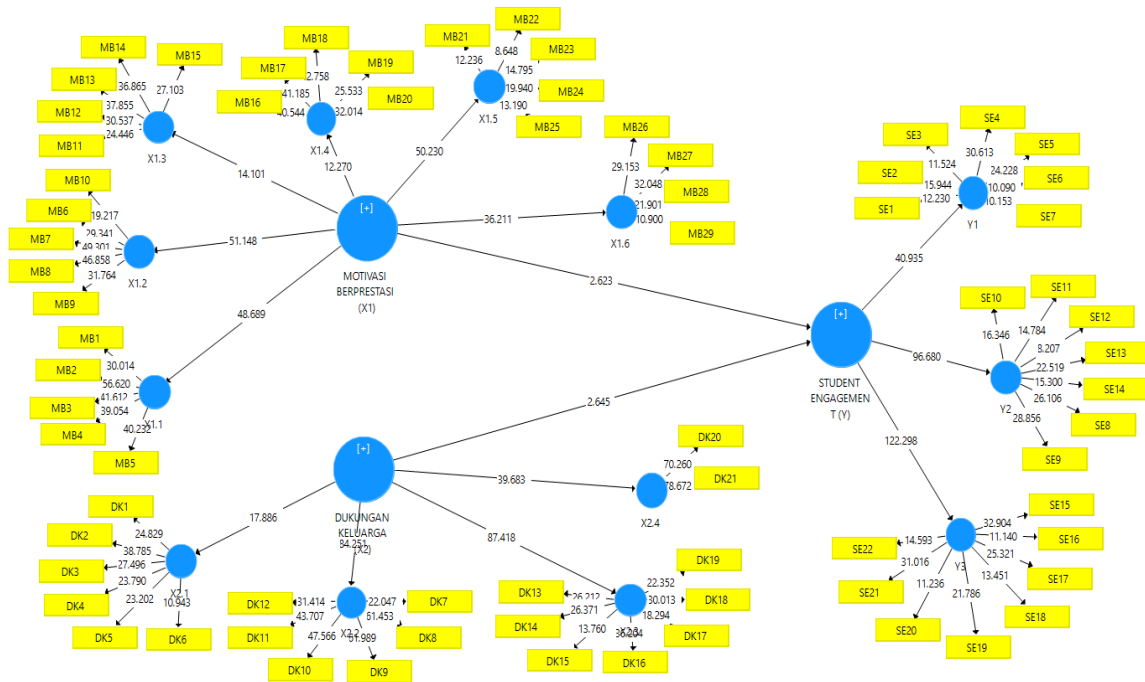 MB14
MB15
MB13
MB12
MB11
36.865
27.103
37.855
30.537
24.446
X1.3
14.101
MB18
MB17
MB19
MB16
MB20
41.185
25.533
40.544
32.014
X1.4
12.270
MB21
MB22
MB23
MB24
MB25
12.236
8.648
14.795
19.940
13.190
X1.5
50.230
MB26
MB27
MB28
MB29
29.153
32.048
21.901
10.900
X1.6
36.211
MB10
MB6
MB7
MB8
MB9
19.217
29.341
49.301
46.858
31.764
X1.2
51.148
[+]
MOTIVASI
BERPRESTASI
(X1)
48.689
MB1
MB2
MB3
MB4
MB5
30.014
56.620
41.612
39.054
40.232
X1.1
2.623
2.645
SE4
SE3
SE5
SE2
SE6
SE1
SE7
30.613
11.524
24.228
15.944
10.090
12.230
10.153
Y1
40.935
[+]
STUDENT
ENGAGEMEN
T (Y)
96.680
SE10
SE11
SE12
SE13
SE14
SE8
SE9
16.346
14.784
8.207
22.519
15.300
26.106
28.856
Y2
122.298
SE15
SE16
SE17
SE18
SE19
SE20
SE21
SE22
32.904
14.593
11.140
31.016
25.321
11.236
13.451
21.786
Y3
[+]
DUKUNGAN
KELUARGA
(X2)
84.251
17.886
39.683
87.418
DK20
DK21
70.260
78.672
X2.4
DK1
DK2
DK3
DK4
DK5
DK6
24.829
38.785
27.496
23.790
23.202
10.943
X2.1
DK12
DK7
DK11
DK8
DK10
DK9
31.414
22.047
43.707
61.453
47.566
X2.2
DK13
DK19
DK18
DK14
DK17
DK15
DK16
26.212
22.352
30.013
26.371
18.294
13.760